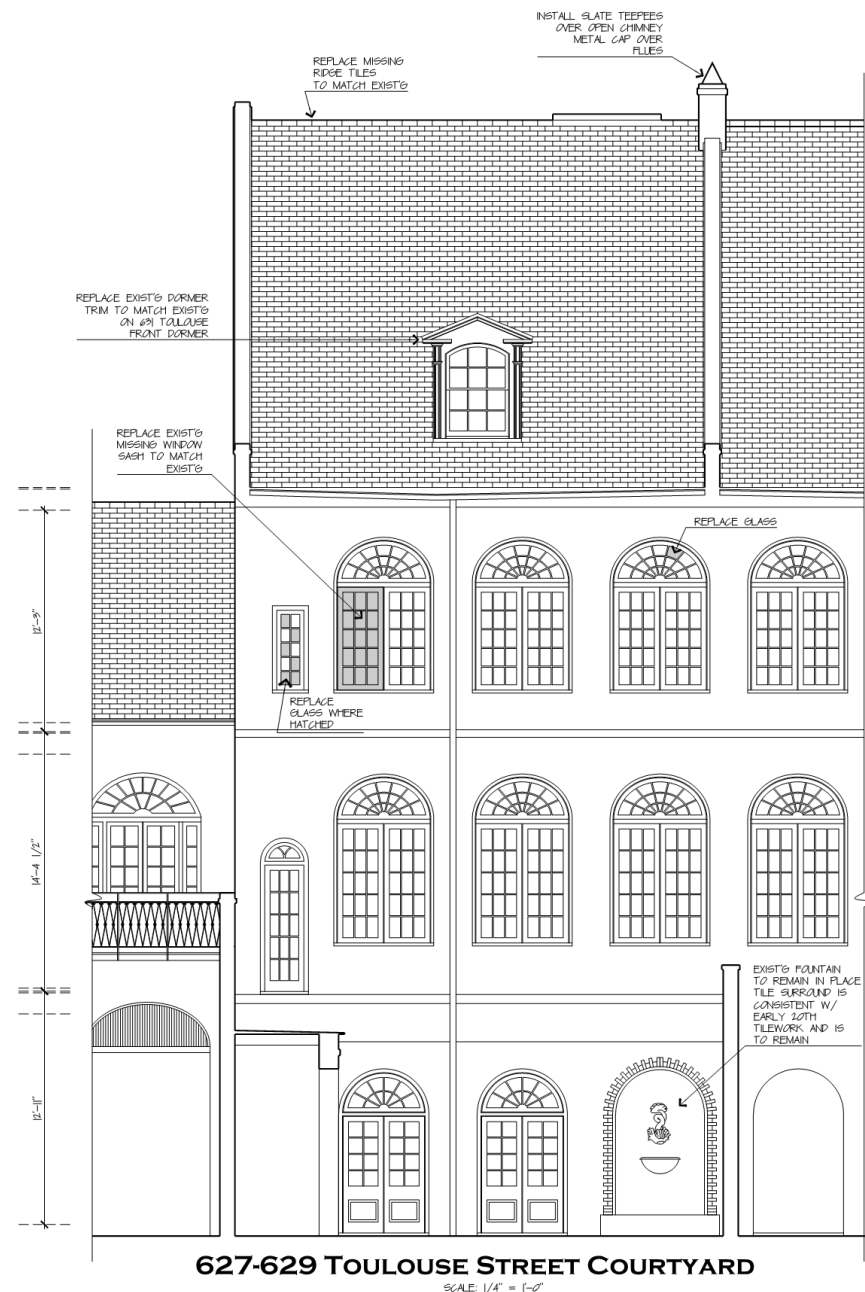 INSTALL SLATE TEEPEES
OVER OPEN CHIMNEY
METAL CAP OVER
FLUES
REPLACE MISSING
RIDGE TILES
TO MATCH EXIST'G
REPLACE EXIST'G DORMER
TRIM TO MATCH EXIST'G
ON 631 TOULOUSE
FRONT DORMER
REPLACE EXIST'G
MISSING WINDOW
SASH TO MATCH
EXIST'G
REPLACE GLASS
12'-3"
REPLACE
GLASS WHERE
HATCHED
14'-4 1/2"
EXIST'G FOUNTAIN
TO REMAIN IN PLACE
TILE SURROUND IS
CONSISTENT W/
EARLY 20TH
TILEWORK AND IS
TO REMAIN
12'-11"
627-629 TOULOUSE STREET COURTYARD
SCALE: 1/4" = 1'-0"